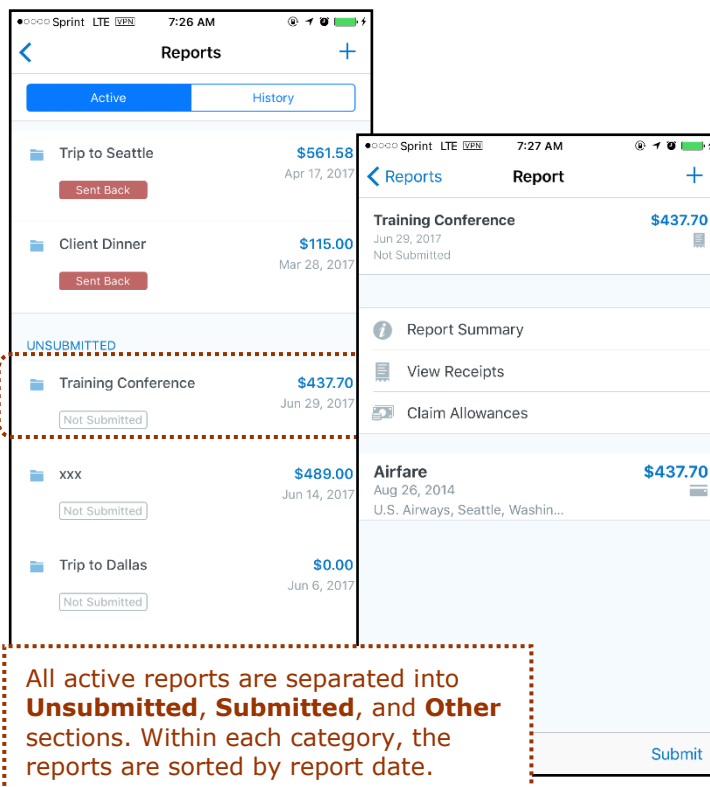 Sprint LTE VPN 7:26 AM
Reports +
Active History
Trip to Seattle $561.58
Apr 17, 2017
Sent Back
Client Dinner $115.00
Mar 28, 2017
Sent Back
UNSUBMITTED
Training Conference $437.70
Jun 29, 2017
Not Submitted
xxx $489.00
Jun 14, 2017
Not Submitted
Trip to Dallas $0.00
Jun 6, 2017
Not Submitted
Sprint LTE VPN 7:27 AM
Reports Report +
Training Conference $437.70
Jun 29, 2017
Not Submitted
Report Summary
View Receipts
Claim Allowances
Airfare $437.70
Aug 26, 2014
U.S. Airways, Seattle, Washin...
Submit
All active reports are separated into
Unsubmitted, Submitted, and Other
sections. Within each category, the
reports are sorted by report date.